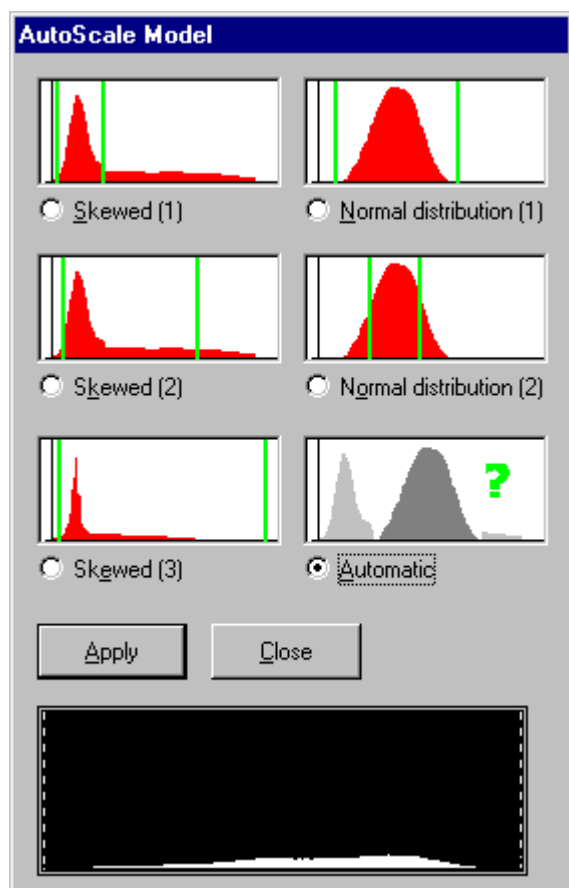 AutoScale Model
Skewed (1)
Normal distribution (1)
Skewed (2)
Normal distribution (2)
?
Skewed (3)
Automatic
Apply
Close